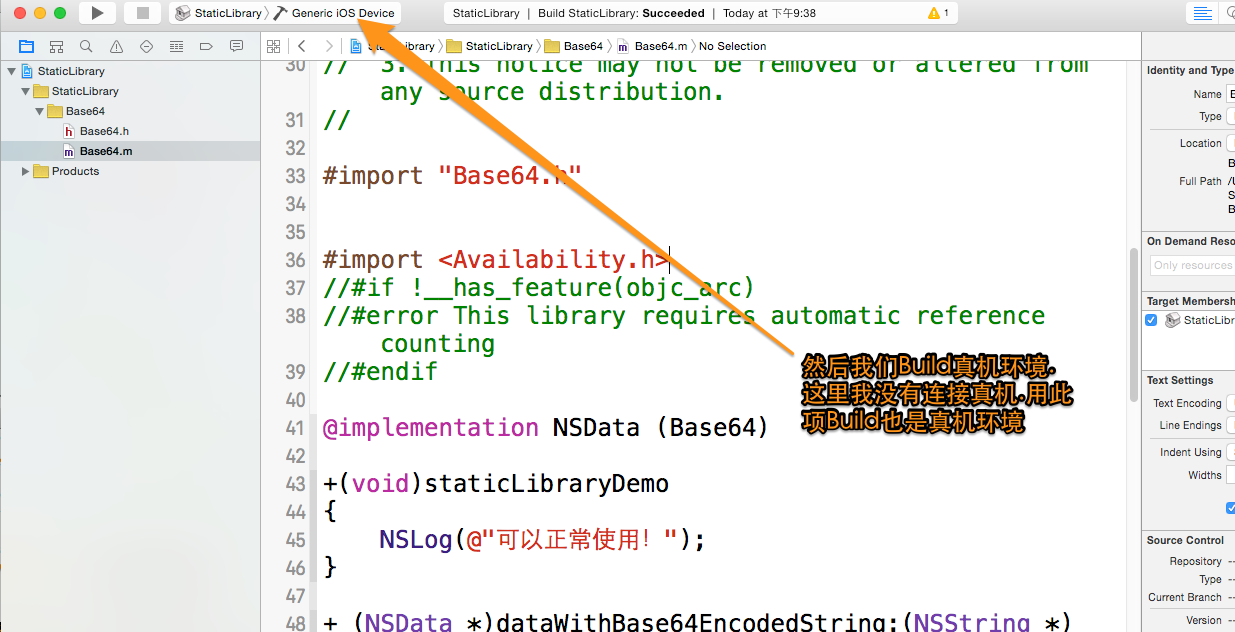 StaticLibrary 〉 Generic iOS Device
StaticLibrary | Build StaticLibrary: Succeeded | Today at 下午9:38
1
Library 〉 StaticLibrary 〉 Base64 〉 Base64.m 〉 No Selection
StaticLibrary
StaticLibrary
Base64
Base64.h
Base64.m
Products
30 // 3. This notice may not be removed or altered from
any source distribution.
31 //
32
33 #import "Base64.h"
34
35
36 #import <Availability.h>
37 //#if !__has_feature(objc_arc)
38 //#error This library requires automatic reference
counting
39 //#endif
40
41 @implementation NSData (Base64)
42
43 +(void)staticLibraryDemo
44 {
45 NSLog(@"可以正常使用！");
46 }
47
48 + (NSData *)dataWithBase64EncodedString:(NSString *)
然后我们Build真机环境.
这里我没有连接真机.用此
项Build也是真机环境
Identity and Type
Name
Type
Location
Full Path
On Demand Reso
Only resources
Target Membersh
StaticLibr
Text Settings
Text Encoding
Line Endings
Indent Using
Widths
Source Control
Repository --
Type --
Current Branch --
Version --